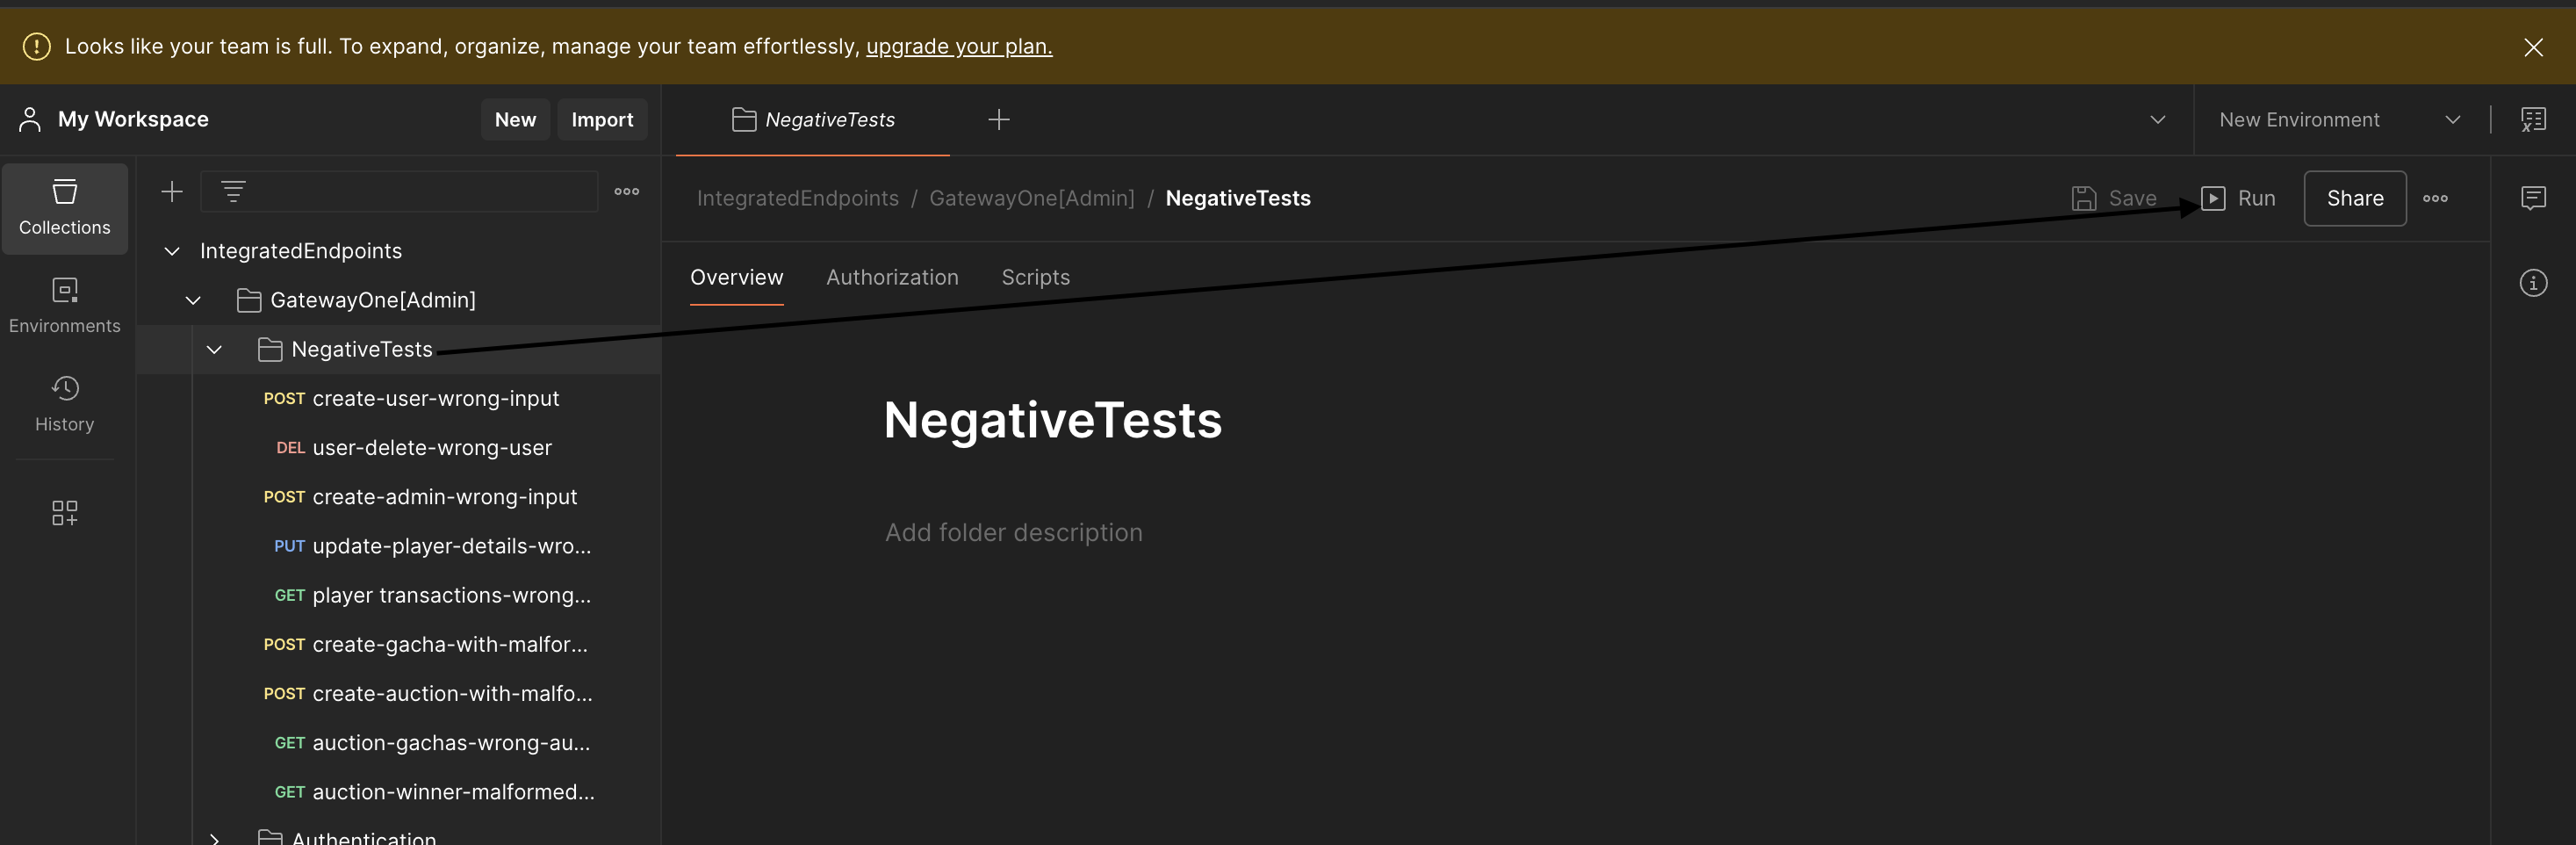 Looks like your team is full. To expand, organize, manage your team effortlessly, upgrade your plan.
My Workspace
New
Import
NegativeTests
New Environment
Collections
Environments
History
IntegratedEndpoints
GatewayOne[Admin]
NegativeTests
POST create-user-wrong-input
DEL user-delete-wrong-user
POST create-admin-wrong-input
PUT update-player-details-wro...
GET player transactions-wrong...
POST create-gacha-with-malfor...
POST create-auction-with-malfo...
GET auction-gachas-wrong-au...
GET auction-winner-malformed...
Authentication
IntegratedEndpoints / GatewayOne[Admin] / NegativeTests
Save
Run
Share
Overview
Authorization
Scripts
NegativeTests
Add folder description